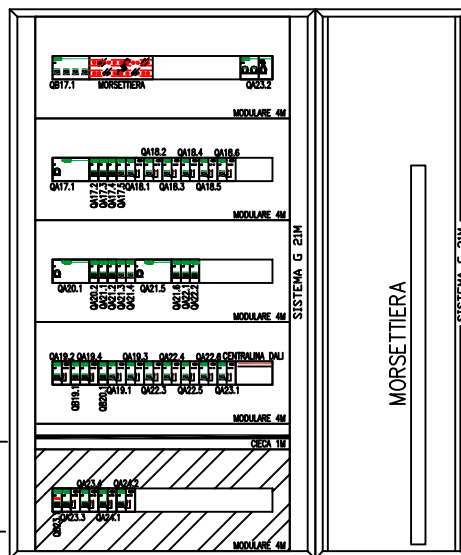 QB17.1 MORSETTIERA QA23.2
MODULARE 4M
QA18.2 QA18.4 QA18.6
QA17.1 QA17.2 QA17.3 QA17.4 QA17.5 QA18.1 QA18.3 QA18.5
MODULARE 4M
QA20.1 QA20.2 QA21.1 QA21.2 QA21.3 QA21.4 QA21.5 QA21.6 QA22.1 QA22.2
MODULARE 4M
QA19.2 QA19.4 QA19.3 QA22.4 QA22.6 CENTRALINA DALI
QB19.1 QB20.1 QA19.1 QA22.3 QA22.5 QA23.1
MODULARE 4M
CIECA 1M
QA23.4 QA24.2
QA23.3 QA24.1
MODULARE 4M
SISTEMA G 21M
MORSETTIERA
SISTEMA G 21M